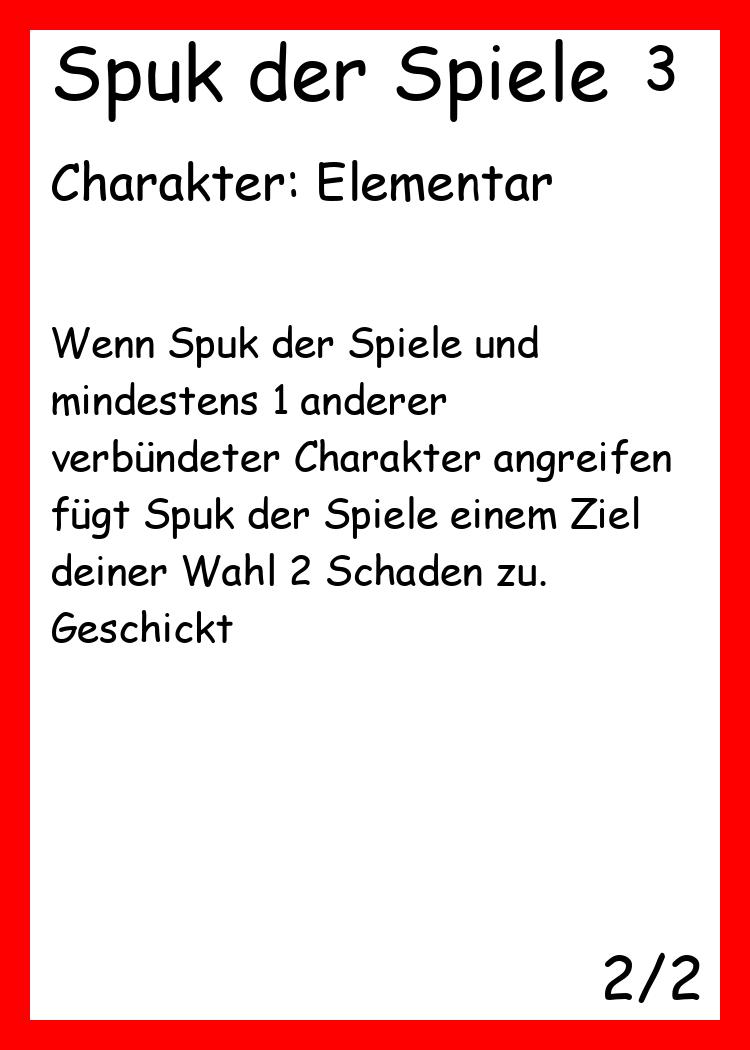 Spuk der Spiele 3
Charakter: Elementar
Wenn Spuk der Spiele und
mindestens 1 anderer
verbündeter Charakter angreifen
fügt Spuk der Spiele einem Ziel
deiner Wahl 2 Schaden zu.
Geschickt
2/2